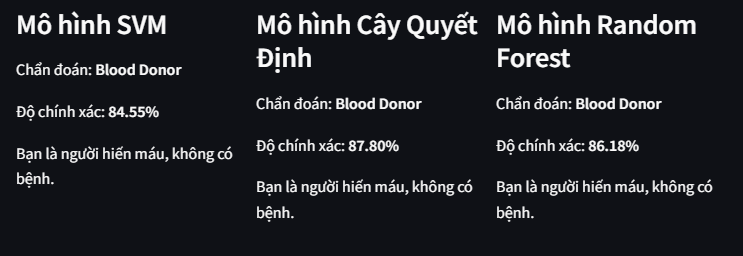 Mô hình SVM
Chẩn đoán: Blood Donor
Độ chính xác: 84.55%
Bạn là người hiến máu, không có
bệnh.
Mô hình Cây Quyết
Định
Chẩn đoán: Blood Donor
Độ chính xác: 87.80%
Bạn là người hiến máu, không có
bệnh.
Mô hình Random
Forest
Chẩn đoán: Blood Donor
Độ chính xác: 86.18%
Bạn là người hiến máu, không có
bệnh.